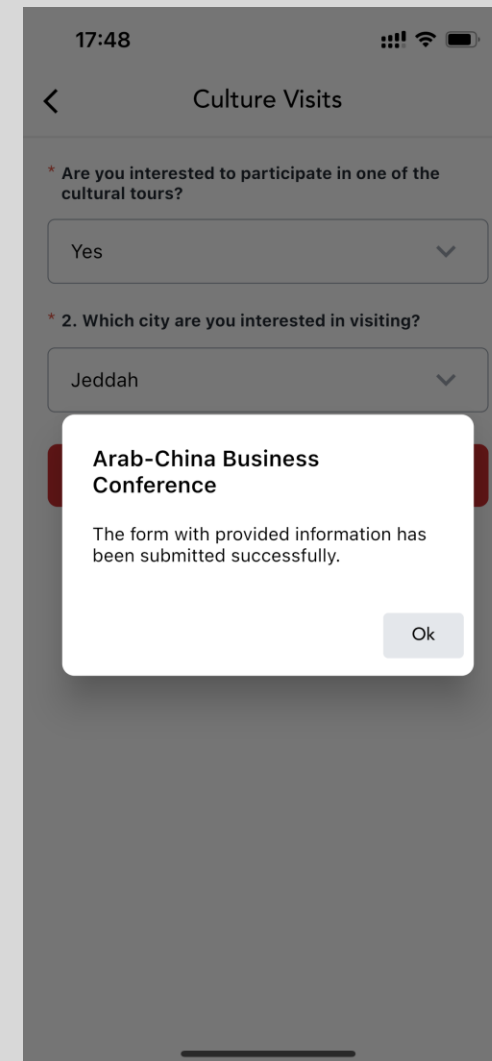 17:48
Culture Visits
* Are you interested to participate in one of the
cultural tours?
Yes
* 2. Which city are you interested in visiting?
Jeddah
Arab-China Business
Conference
The form with provided information has
been submitted successfully.
Ok